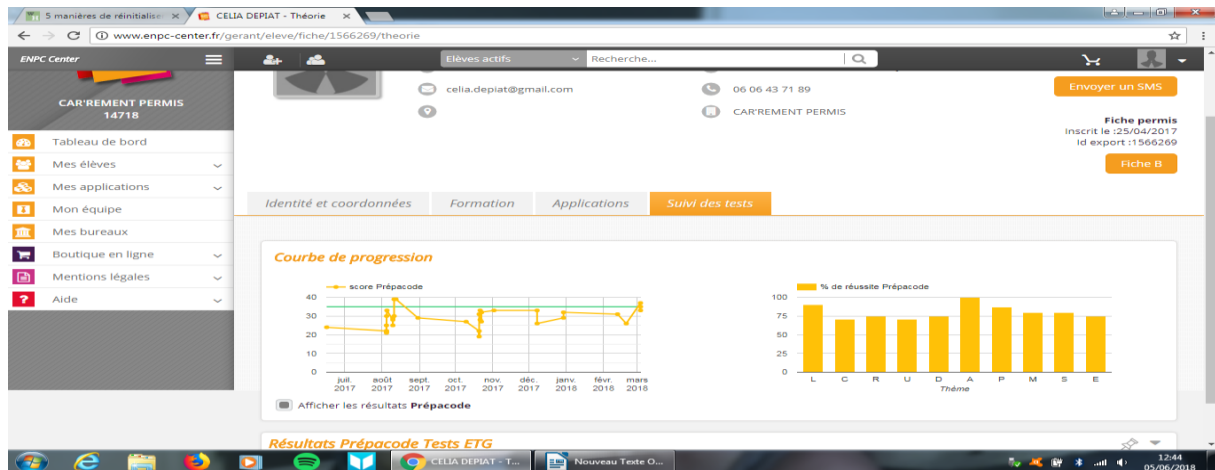 5 manières de réinitialiser
CELIA DEPIAT - Théorie
www.enpc-center.fr/gerant/eleve/fiche/1566269/theorie
ENPC Center
Elèves actifs
Recherche...
CAR'REMENT PERMIS
14718
Tableau de bord
Mes élèves
Mes applications
Mon équipe
Mes bureaux
Boutique en ligne
Mentions légales
Aide
celia.depiat@gmail.com
06 06 43 71 89
CAR'REMENT PERMIS
Envoyer un SMS
Fiche permis
Inscrit le :25/04/2017
Id export :1566269
Fiche B
Identité et coordonnées
Formation
Applications
Suivi des tests
Courbe de progression
score Prépacode
40
30
20
10
0
juil. 2017
août 2017
sept. 2017
oct. 2017
nov. 2017
déc. 2017
janv. 2018
févr. 2018
mars 2018
% de réussite Prépacode
100
75
50
25
0
L C R U D A P M S E
Thème
Afficher les résultats Prépacode
Résultats Prépacode Tests ETG
CELIA DEPIAT - T...
Nouveau Texte O...
12:44
05/06/2018